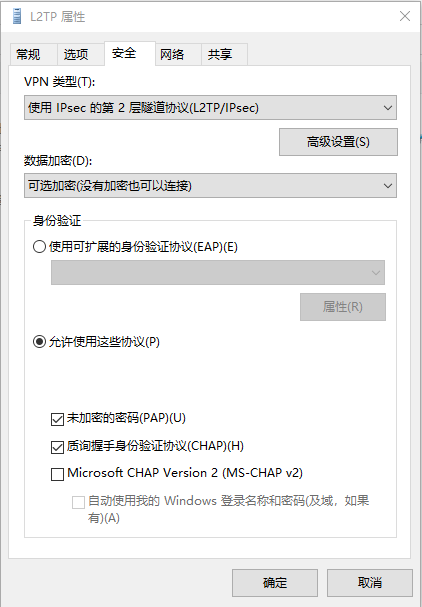 L2TP 属性
常规 选项 安全 网络 共享
VPN 类型(T):
使用 IPsec 的第 2 层隧道协议(L2TP/IPsec)
高级设置(S)
数据加密(D):
可选加密(没有加密也可以连接)
身份验证
使用可扩展的身份验证协议(EAP)(E)
属性(R)
允许使用这些协议(P)
未加密的密码(PAP)(U)
质询握手身份验证协议(CHAP)(H)
Microsoft CHAP Version 2 (MS-CHAP v2)
自动使用我的 Windows 登录名称和密码(及域，如果
有)(A)
确定 取消